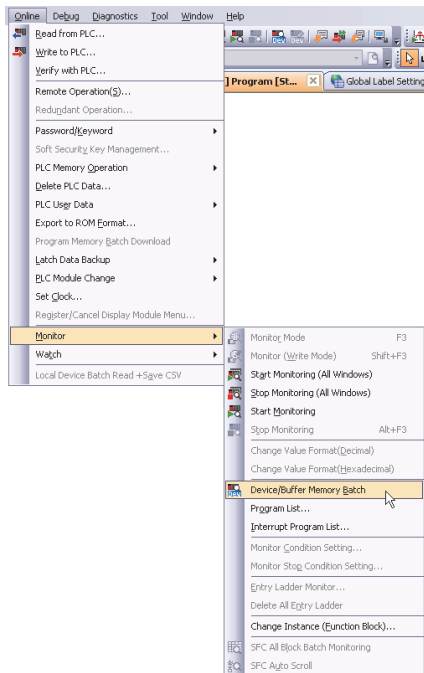 Online Debug Diagnostics Tool Window Help
Read from PLC...
Write to PLC...
Verify with PLC...
Remote Operation(S)...
Redundant Operation...
Password/Keyword
Soft Security Key Management...
PLC Memory Operation
Delete PLC Data...
PLC User Data
Export to ROM Format...
Program Memory Batch Download
Latch Data Backup
PLC Module Change
Set Clock...
Register/Cancel Display Module Menu...
Monitor
Watch
Local Device Batch Read +Save CSV
] Program [St...
Global Label Setting
Monitor Mode F3
Monitor (Write Mode) Shift+F3
Start Monitoring (All Windows)
Stop Monitoring (All Windows)
Start Monitoring
Stop Monitoring Alt+F3
Change Value Format(Decimal)
Change Value Format(Hexadecimal)
Device/Buffer Memory Batch
Program List...
Interrupt Program List...
Monitor Condition Setting...
Monitor Stop Condition Setting...
Entry Ladder Monitor...
Delete All Entry Ladder
Change Instance (Function Block)...
SFC All Block Batch Monitoring
SFC Auto Scroll